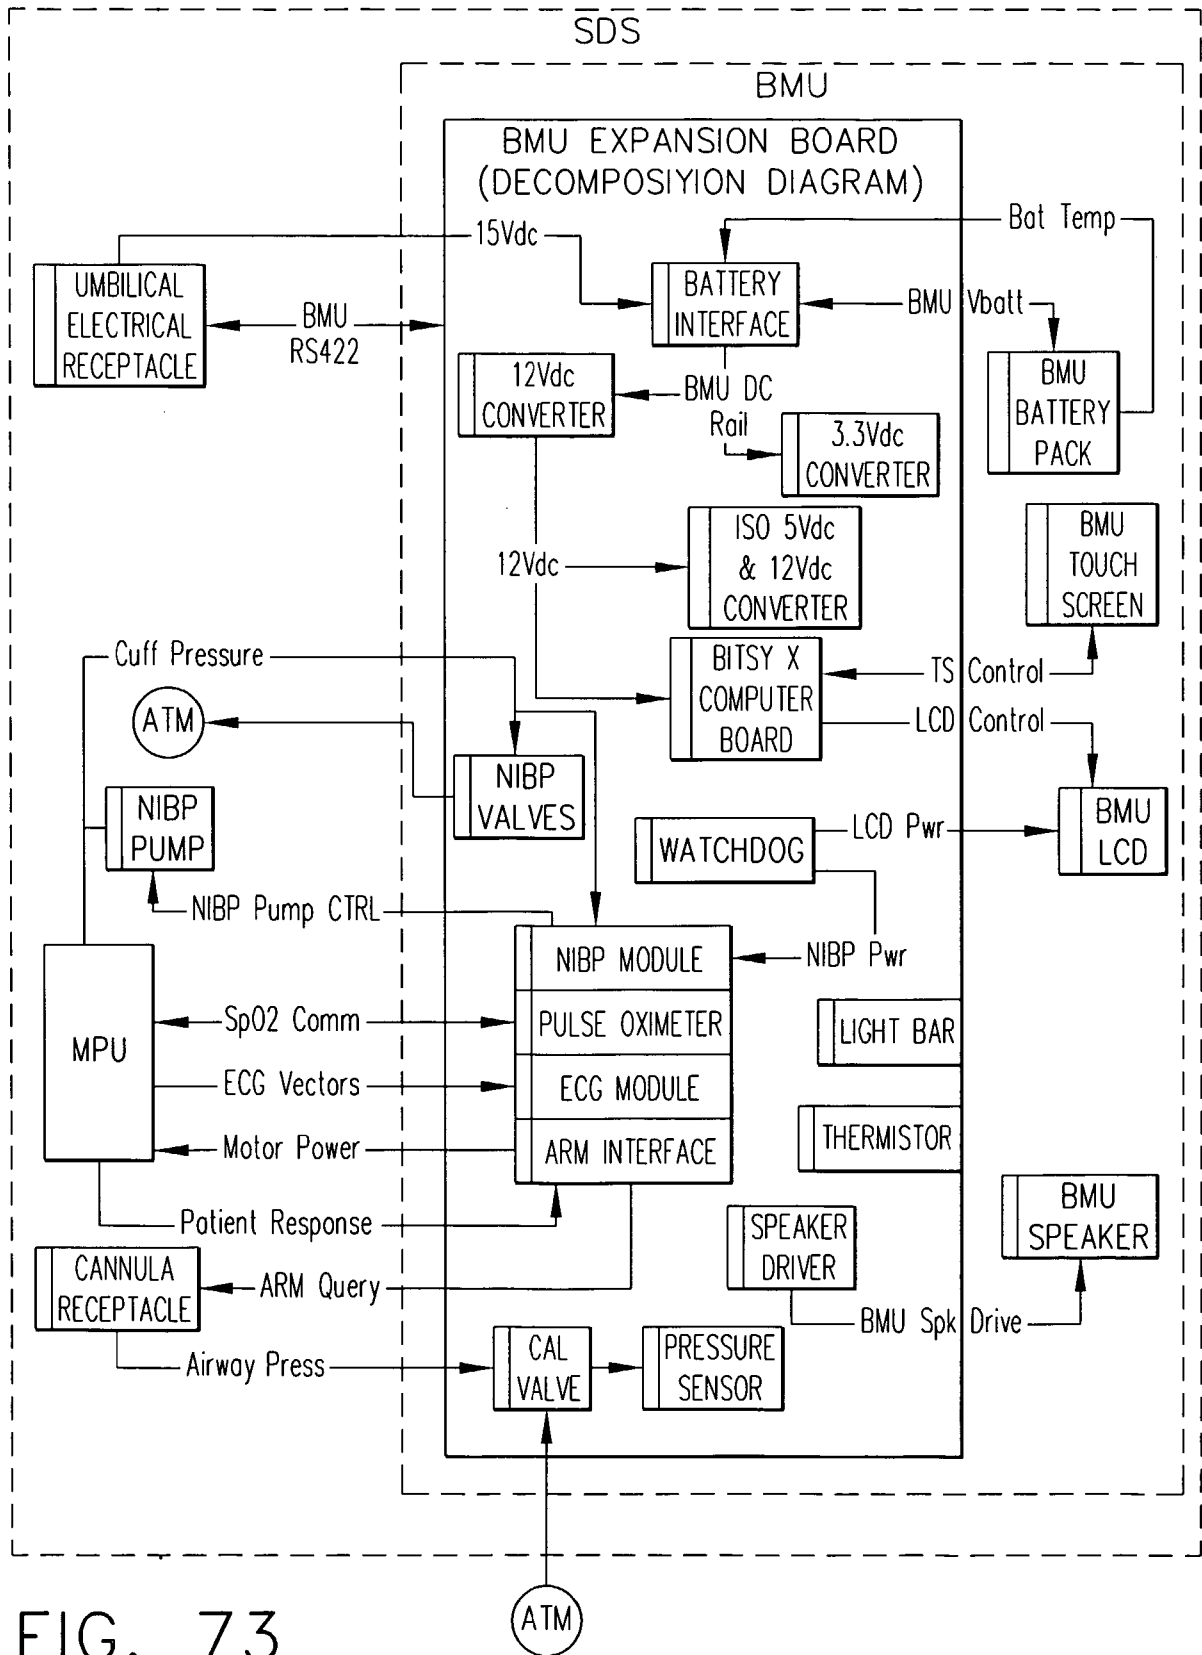 SDS
BMU
BMU EXPANSION BOARD
(DECOMPOSIYION DIAGRAM)
Bat Temp
15Vdc
UMBILICAL
ELECTRICAL
RECEPTACLE
BMU
RS422
BATTERY
INTERFACE
BMU Vbatt
BMU
BATTERY
PACK
12Vdc
CONVERTER
BMU DC
Rail
3.3Vdc
CONVERTER
ISO 5Vdc
& 12Vdc
CONVERTER
12Vdc
BMU
TOUCH
SCREEN
Cuff Pressure
BITSY X
COMPUTER
BOARD
TS Control
LCD Control
ATM
NIBP
VALVES
NIBP
PUMP
WATCHDOG
LCD Pwr
BMU
LCD
NIBP Pump CTRL
NIBP MODULE
NIBP Pwr
MPU
SpO2 Comm
PULSE OXIMETER
LIGHT BAR
ECG Vectors
ECG MODULE
Motor Power
ARM INTERFACE
THERMISTOR
Patient Response
SPEAKER
DRIVER
BMU
SPEAKER
CANNULA
RECEPTACLE
ARM Query
BMU Spk Drive
Airway Press
CAL
VALVE
PRESSURE
SENSOR
ATM
FIG. 73